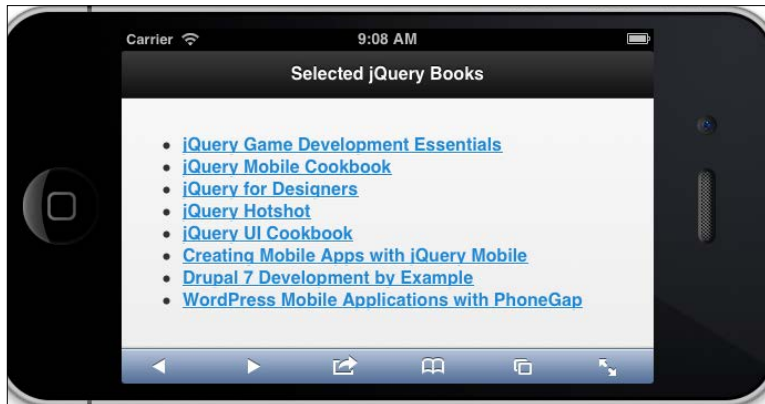 Carrier 9:08 AM
Selected jQuery Books
jQuery Game Development Essentials
jQuery Mobile Cookbook
jQuery for Designers
jQuery Hotshot
jQuery UI Cookbook
Creating Mobile Apps with jQuery Mobile
Drupal 7 Development by Example
WordPress Mobile Applications with PhoneGap